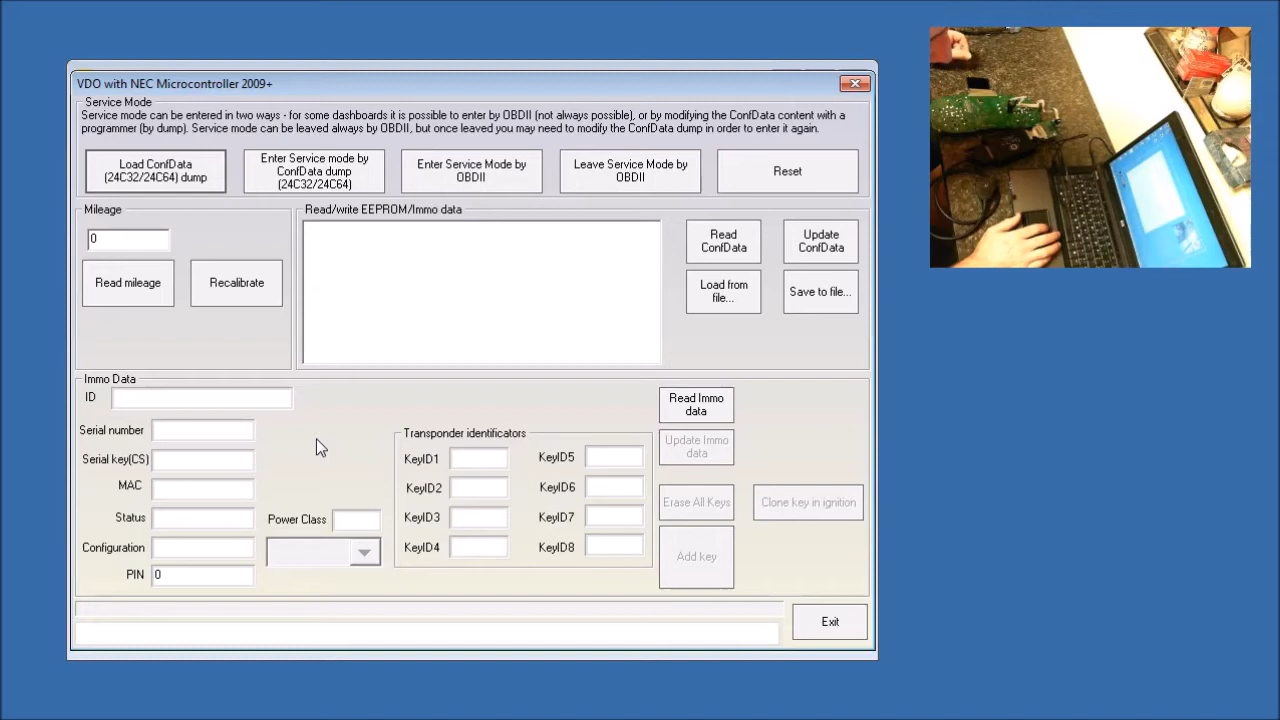 VDO with NEC Microcontroller 2009+
Service Mode
Service mode can be entered in two ways - for some dashboards it is possible to enter by OBDII (not always possible), or by modifying the ConfData content with a
programmer (by dump). Service mode can be leaved always by OBDII, but once leaved you may need to modify the ConfData dump in order to enter it again.
Load ConfData
(24C32/24C64) dump
Enter Service mode by
ConfData dump
(24C32/24C64)
Enter Service Mode by
OBDII
Leave Service Mode by
OBDII
Reset
Mileage
0
Read mileage
Recalibrate
Read/write EEPROM/Immo data
Read
ConfData
Update
ConfData
Load from
file...
Save to file...
Immo Data
ID
Serial number
Serial key(CS)
MAC
Status
Configuration
PIN
0
Power Class
Transponder identificators
KeyID1
KeyID2
KeyID3
KeyID4
KeyID5
KeyID6
KeyID7
KeyID8
Read Immo
data
Update Immo
data
Erase All Keys
Clone key in ignition
Add key
Exit